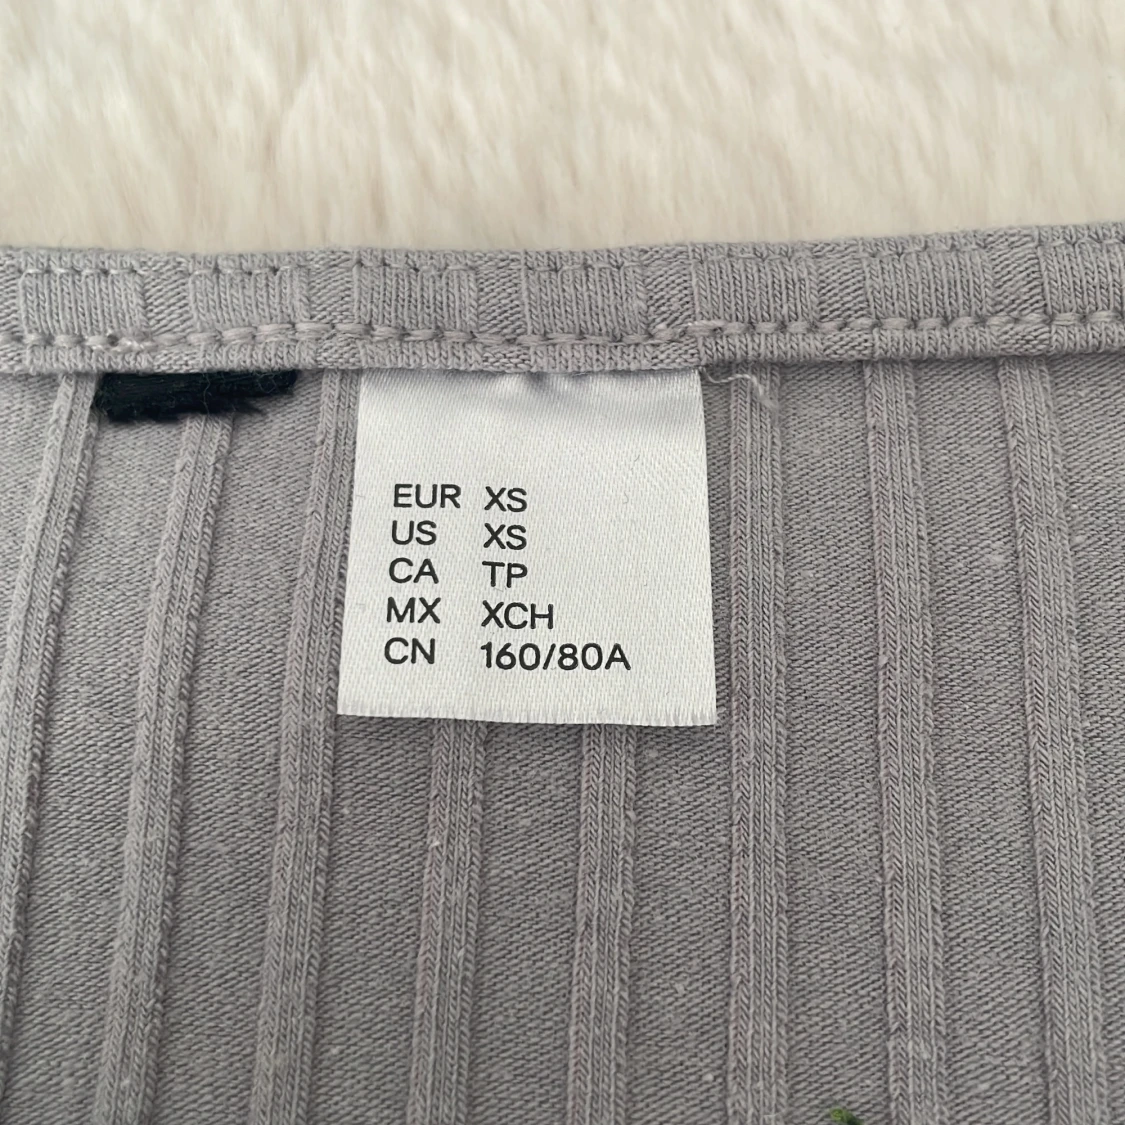 EUR XS
US XS
CA TP
MX XCH
CN 160/80A